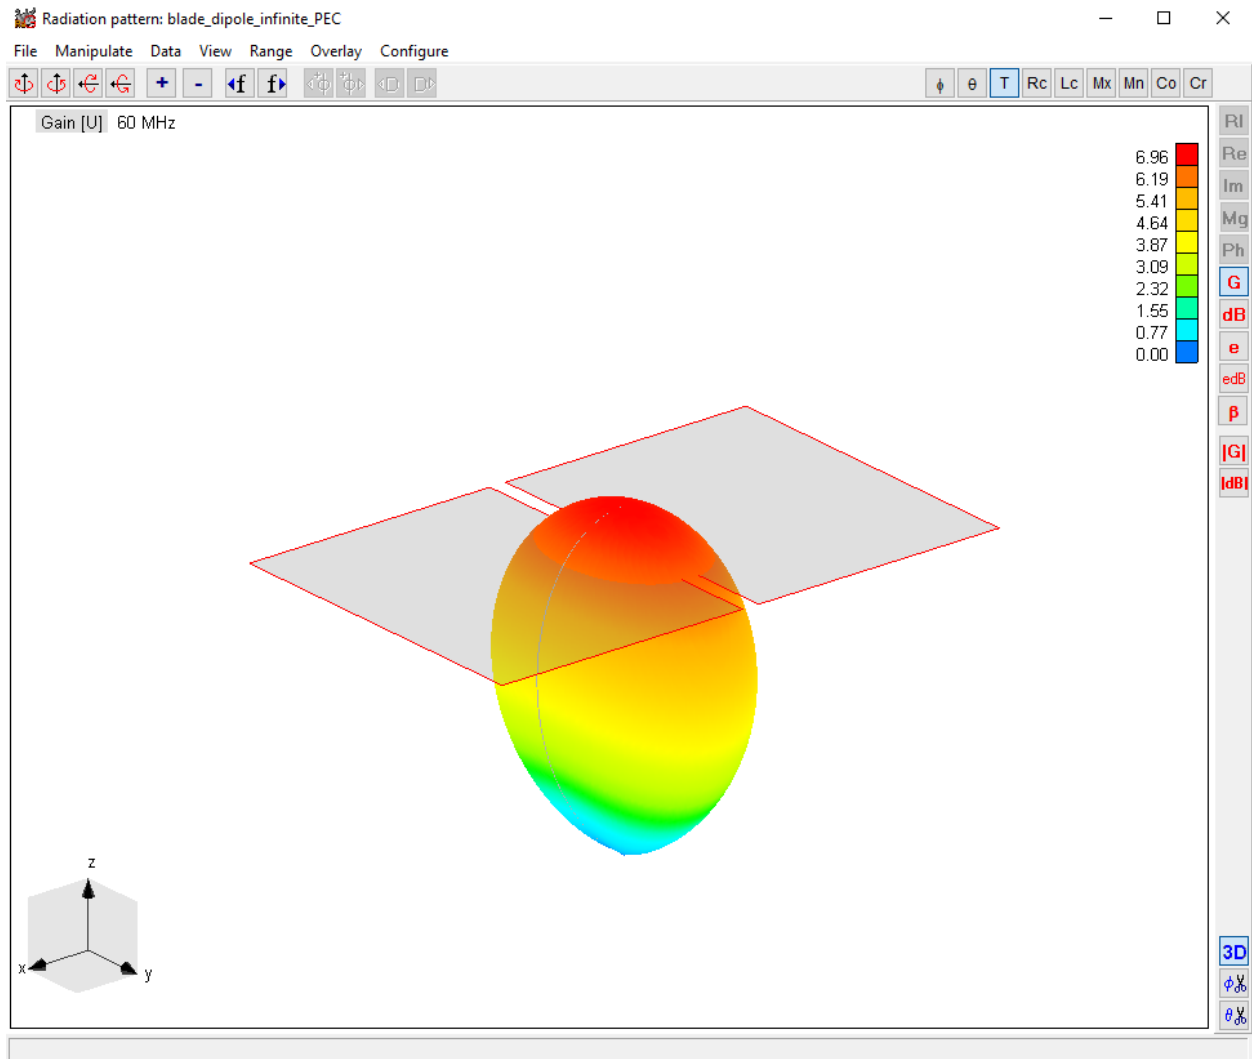 Radiation pattern: blade_dipole_infinite_PEC
File Manipulate Data View Range Overlay Configure
+ - f f ϕ ϕ D D ϕ θ T Rc Lc Mx Mn Co Cr
Gain [U] 60 MHz
6.96
6.19
5.41
4.64
3.87
3.09
2.32
1.55
0.77
0.00
Rl
Re
Im
Mg
Ph
G
dB
e
edB
β
|G|
|dB|
3D
ϕ
θ
z
x
y